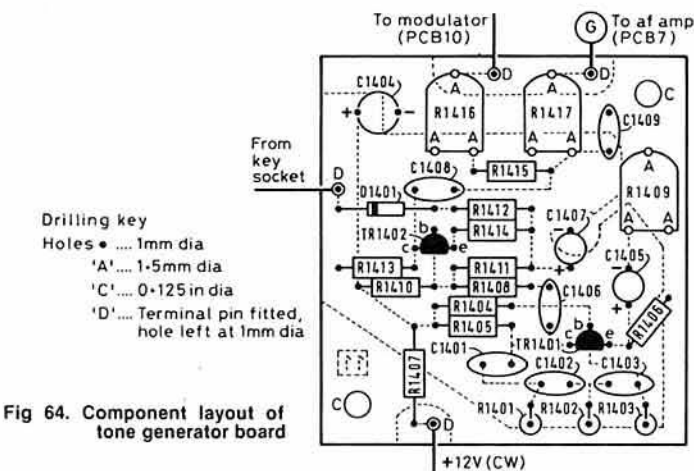 To modulator
(PCB10)
G
To af amp
(PCB7)
D
D
C1404
+
-
A
A
C
R1416
R1417
C1409
A
A
A
A
A
From
key
socket
D
C1408
R1415
R1409
D1401
R1412
C1407
A
A
b
R1414
-
TR1402
c
e
C1405
R1413
R1411
+
-
R1410
R1408
C1406
R1404
+
R1406
R1405
b
c
e
C1401
TR1401
R1407
C1402
C1403
C
R1401
R1402
R1403
D
+12V(CW)
Drilling key
Holes • .... 1mm dia
'A'.... 1·5mm dia
'C'.... 0·125 in dia
'D'.... Terminal pin fitted,
hole left at 1mm dia
Fig 64. Component layout of
tone generator board